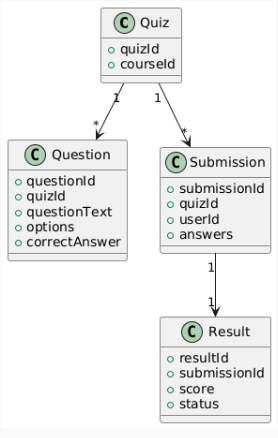 C Quiz
quizId
courseId
1 1
* *
C Question
questionId
quizId
questionText
options
correctAnswer
C Submission
submissionId
quizId
userId
answers
1
1
C Result
resultId
submissionId
score
status